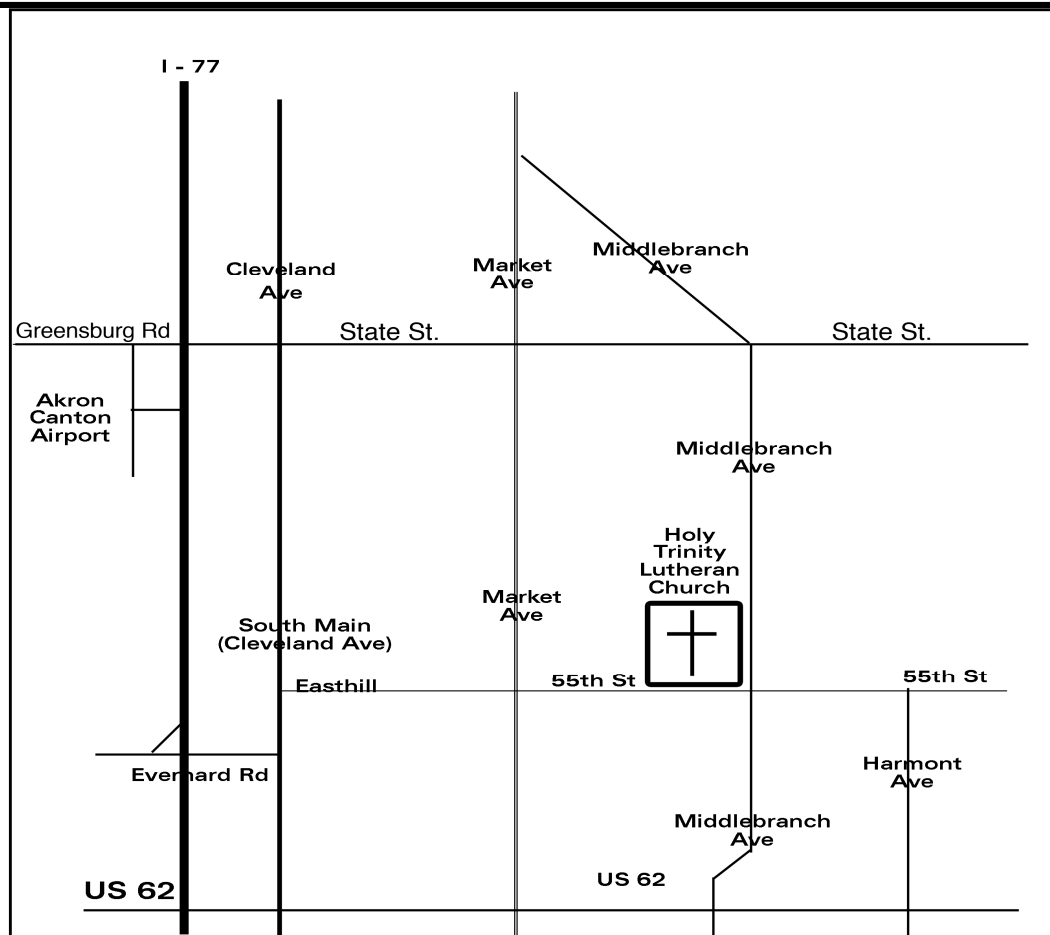 I - 77
Cleveland
Ave
Market
Ave
Middlebranch
Ave
Greensburg Rd
State St.
State St.
Akron
Canton
Airport
Middlebranch
Ave
Holy
Trinity
Lutheran
Church
Market
Ave
South Main
(Cleveland Ave)
Easthill
55th St
55th St
Everhard Rd
Harmont
Ave
Middlebranch
Ave
US 62
US 62